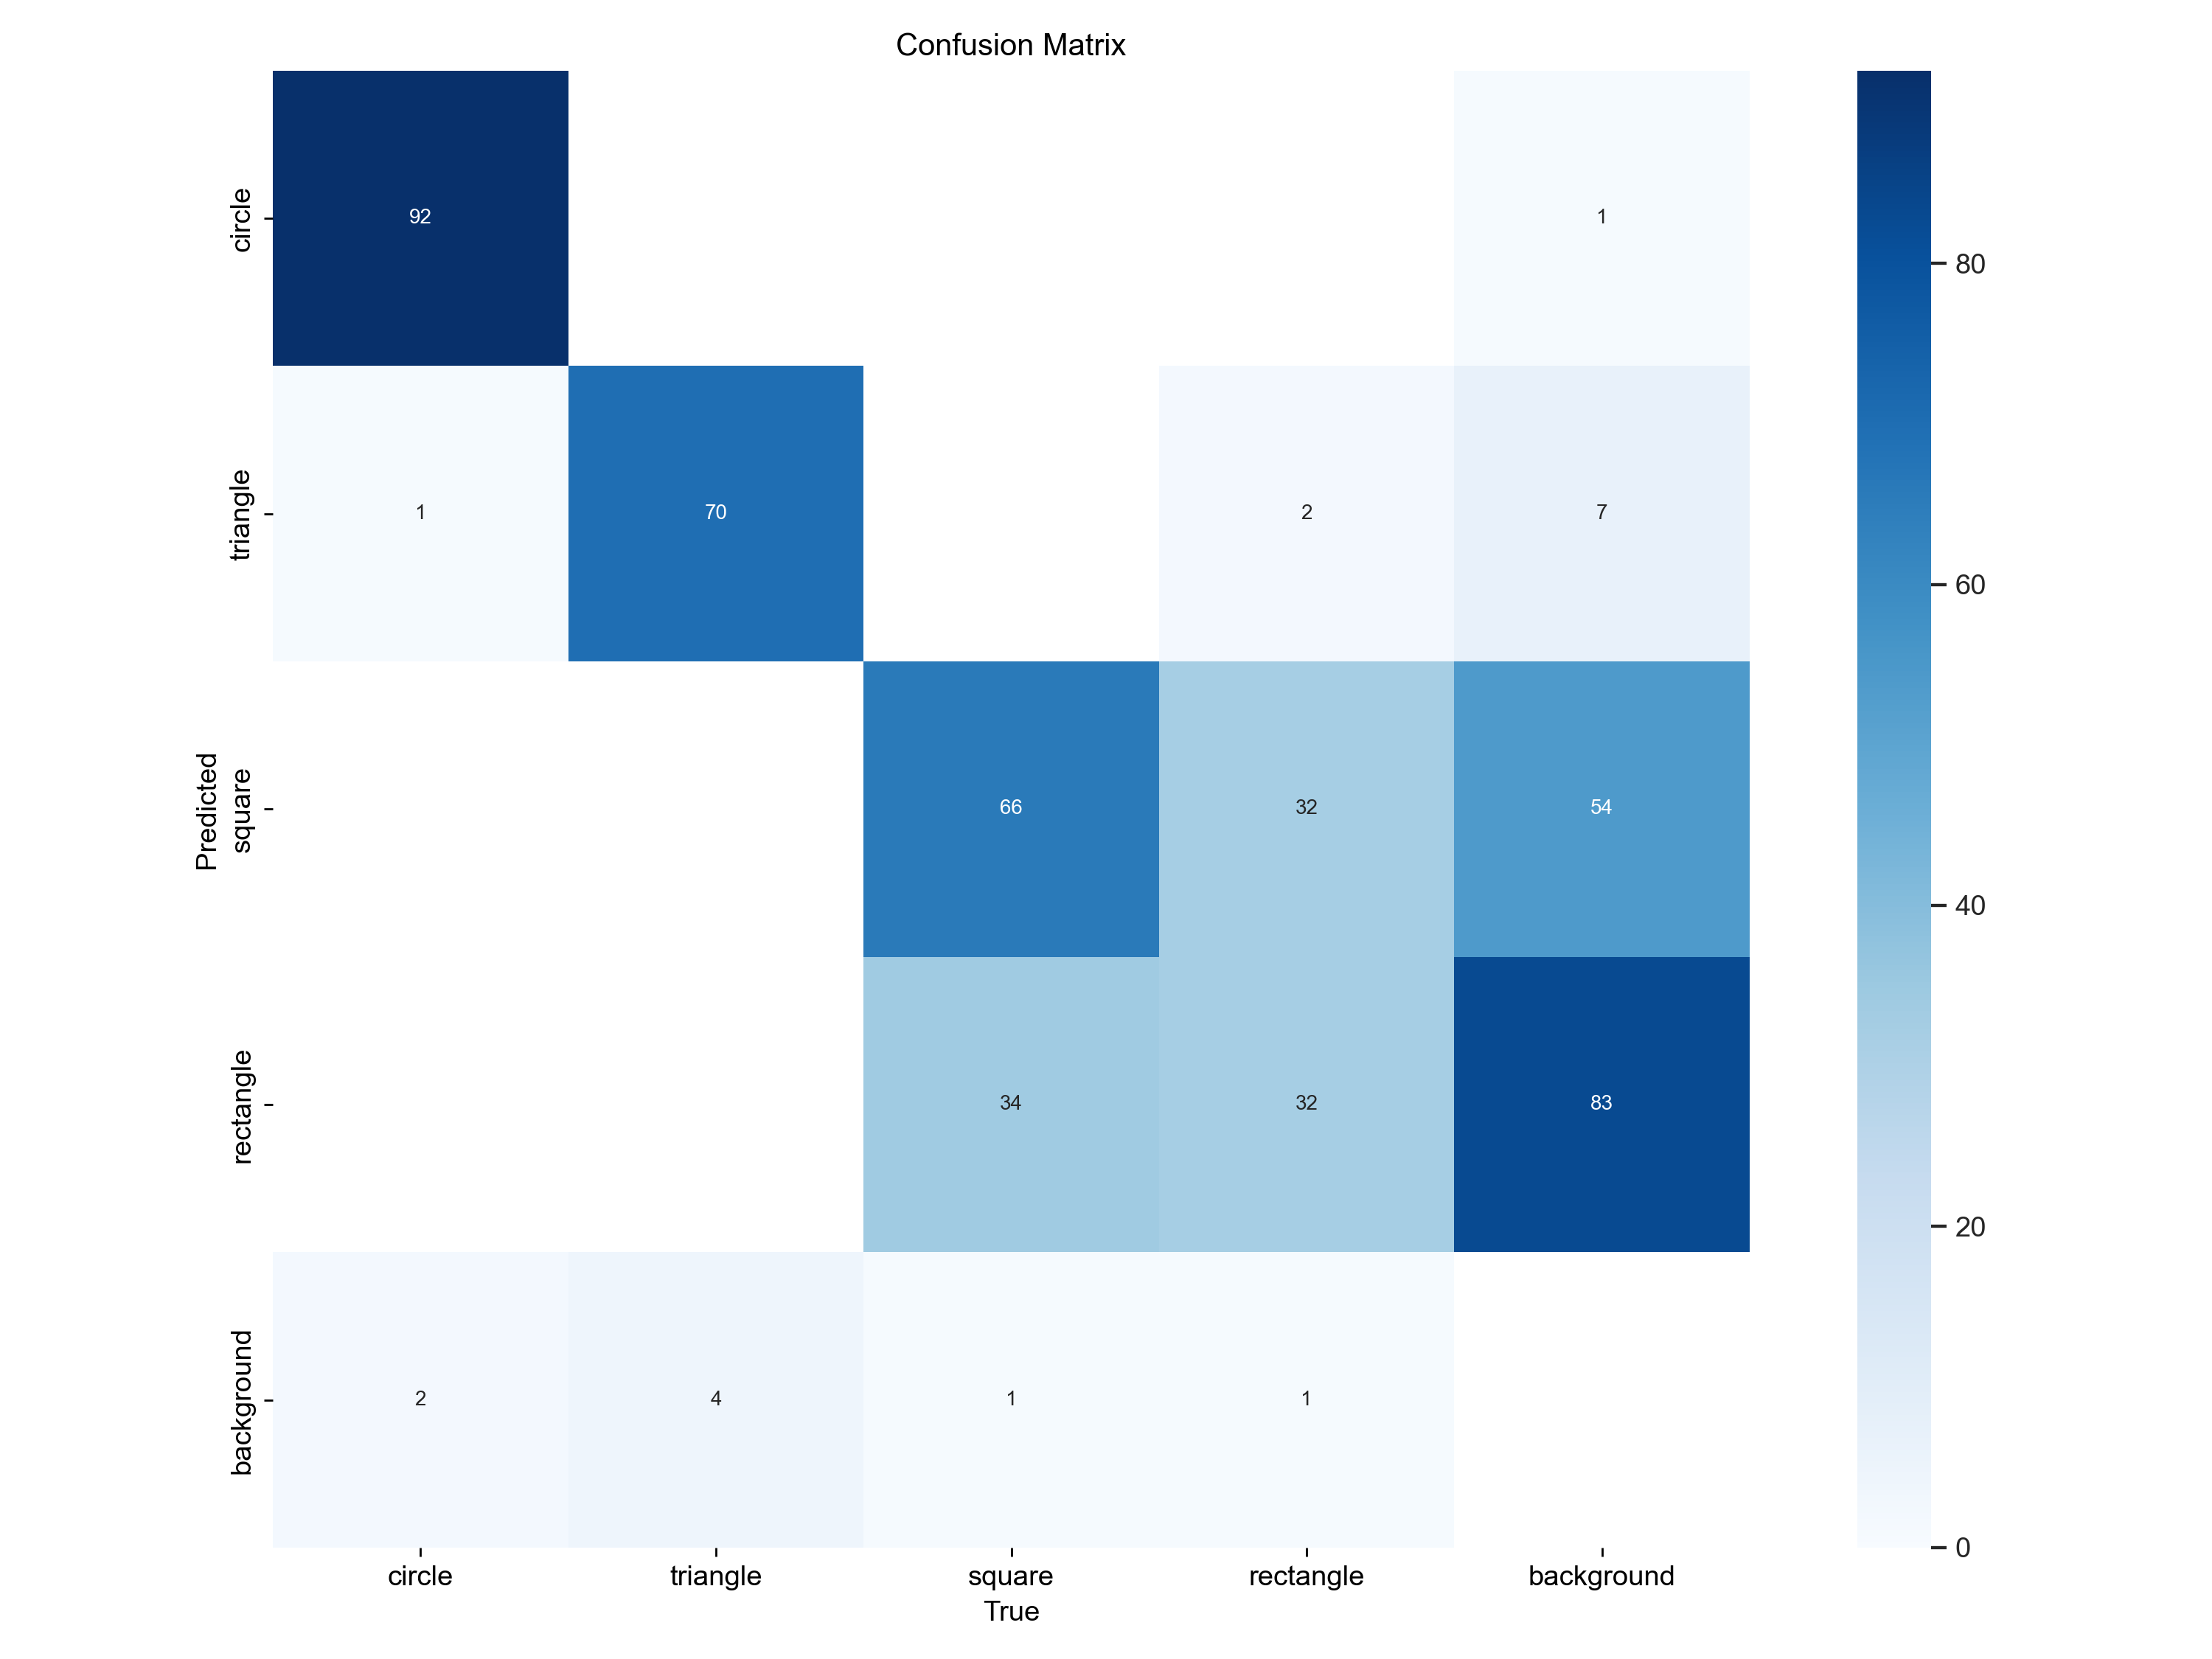 Confusion Matrix
circle
92
1
80
triangle
1
70
2
7
60
Predicted
square
66
32
54
40
rectangle
34
32
83
20
background
2
4
1
1
0
circle
triangle
square
rectangle
background
True